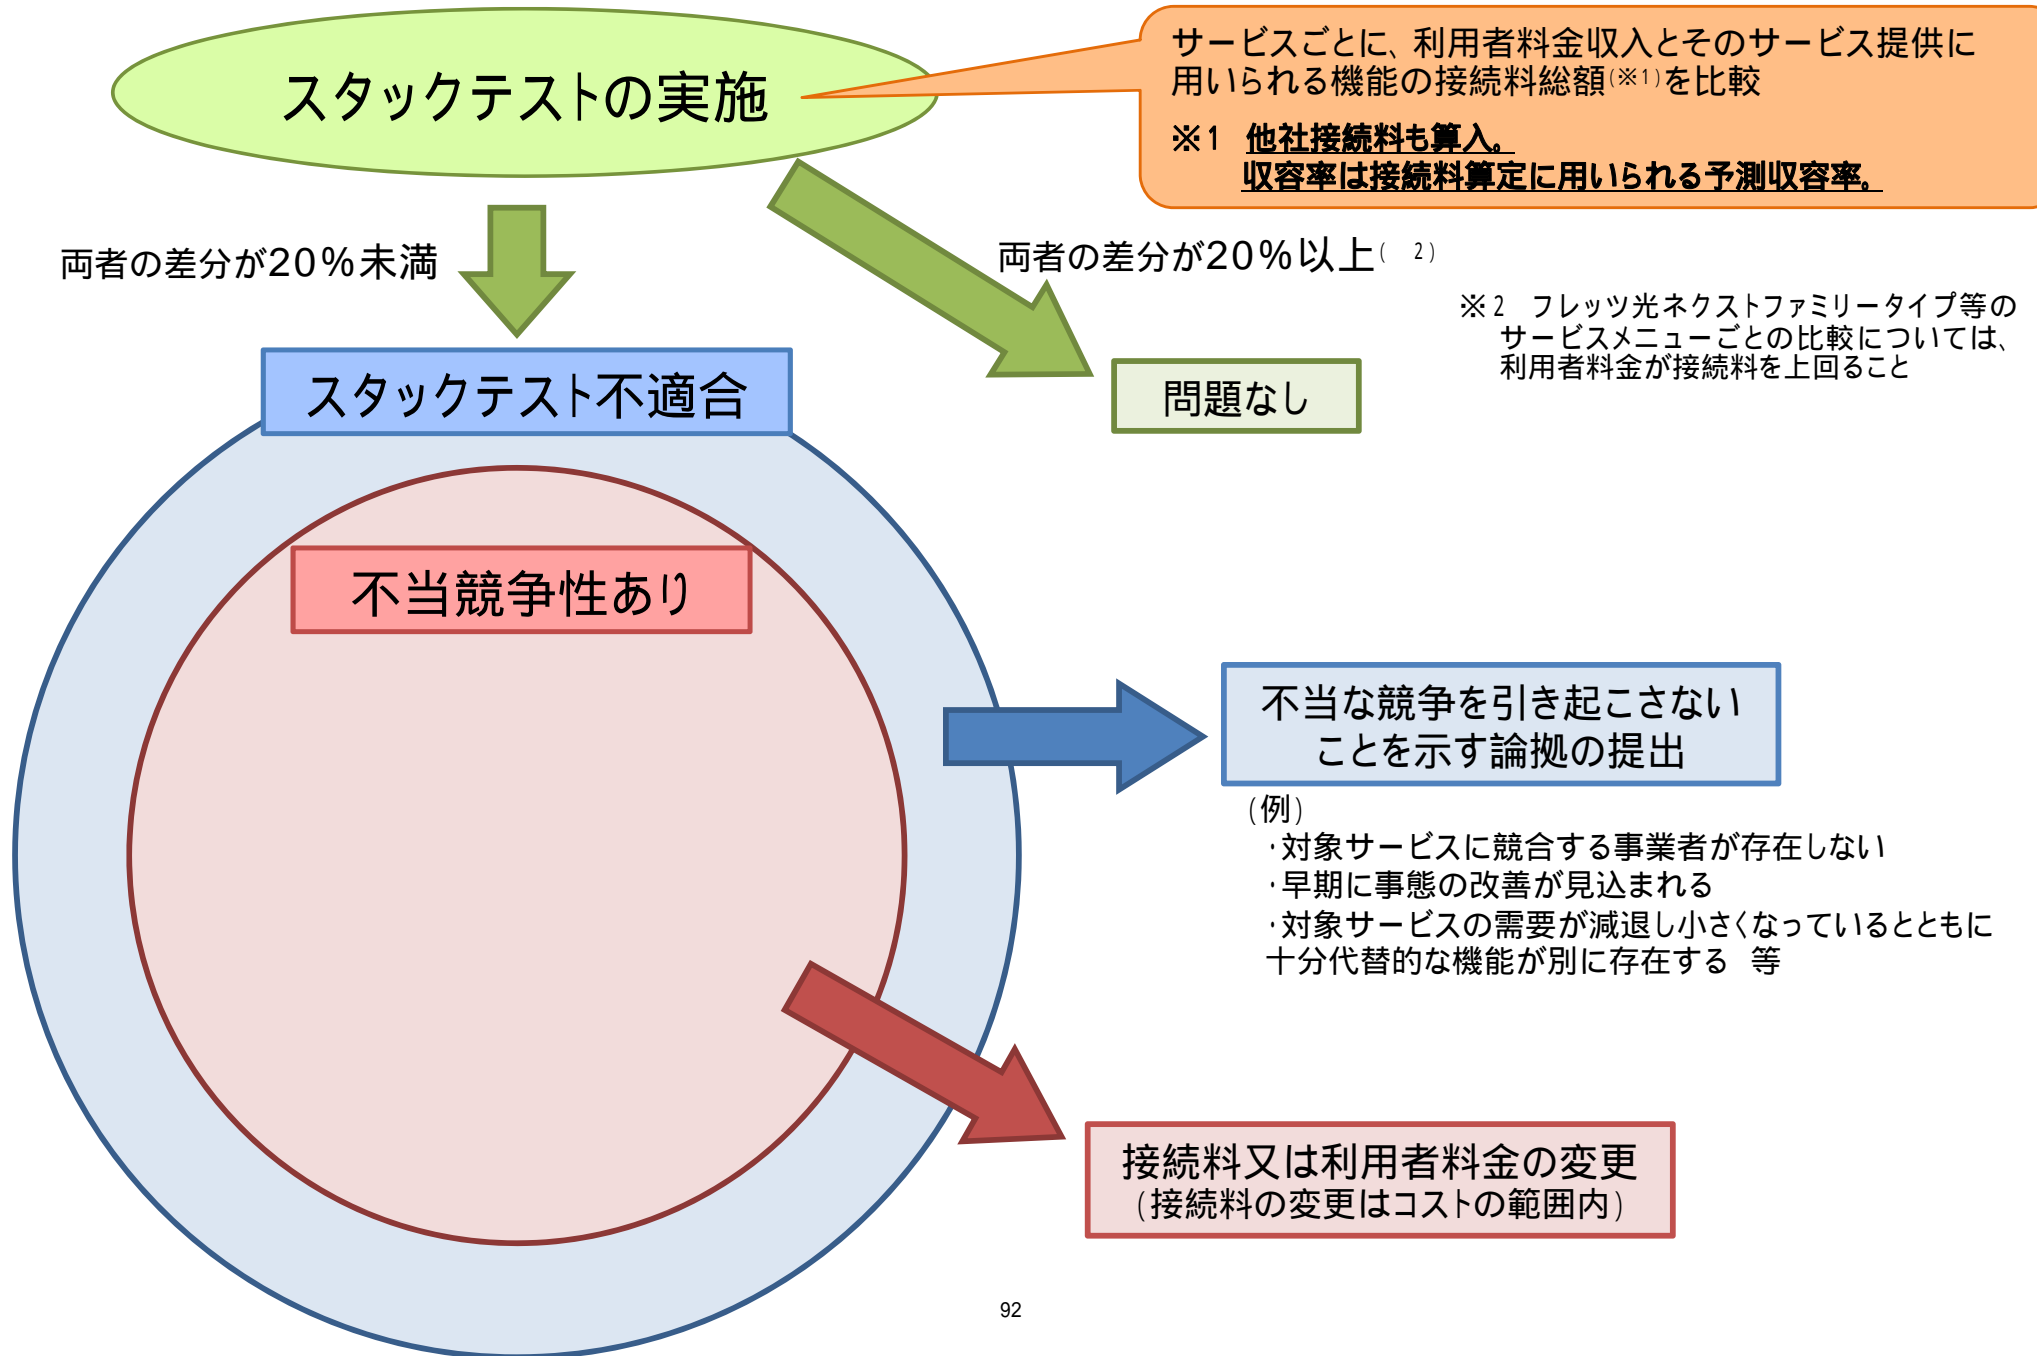 スタックテストの実施
サービスごとに、利用者料金収入とそのサービス提供に
用いられる機能の接続料総額(※1)を比較
※1 他社接続料も算入。
収容率は接続料算定に用いられる予測収容率。
両者の差分が20%未満
両者の差分が20%以上( 2)
※2 フレッツ光ネクストファミリータイプ等の
サービスメニューごとの比較については、
利用者料金が接続料を上回ること
スタックテスト不適合
問題なし
不当競争性あり
不当な競争を引き起こさない
ことを示す論拠の提出
(例)
・対象サービスに競合する事業者が存在しない
・早期に事態の改善が見込まれる
・対象サービスの需要が減退し小さくなっているとともに
十分代替的な機能が別に存在する 等
接続料又は利用者料金の変更
(接続料の変更はコストの範囲内)
92